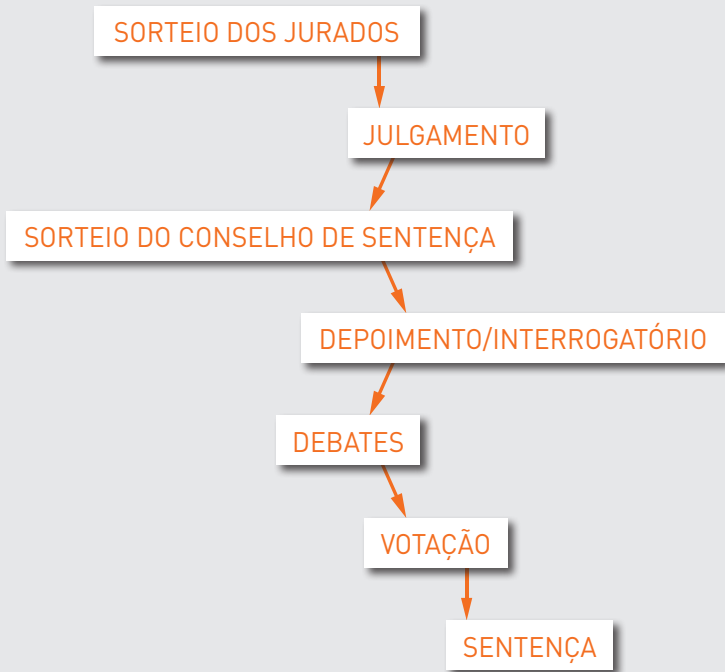 SORTEIO DOS JURADOS
JULGAMENTO
SORTEIO DO CONSELHO DE SENTENÇA
DEPOIMENTO/INTERROGATÓRIO
DEBATES
VOTAÇÃO
SENTENÇA